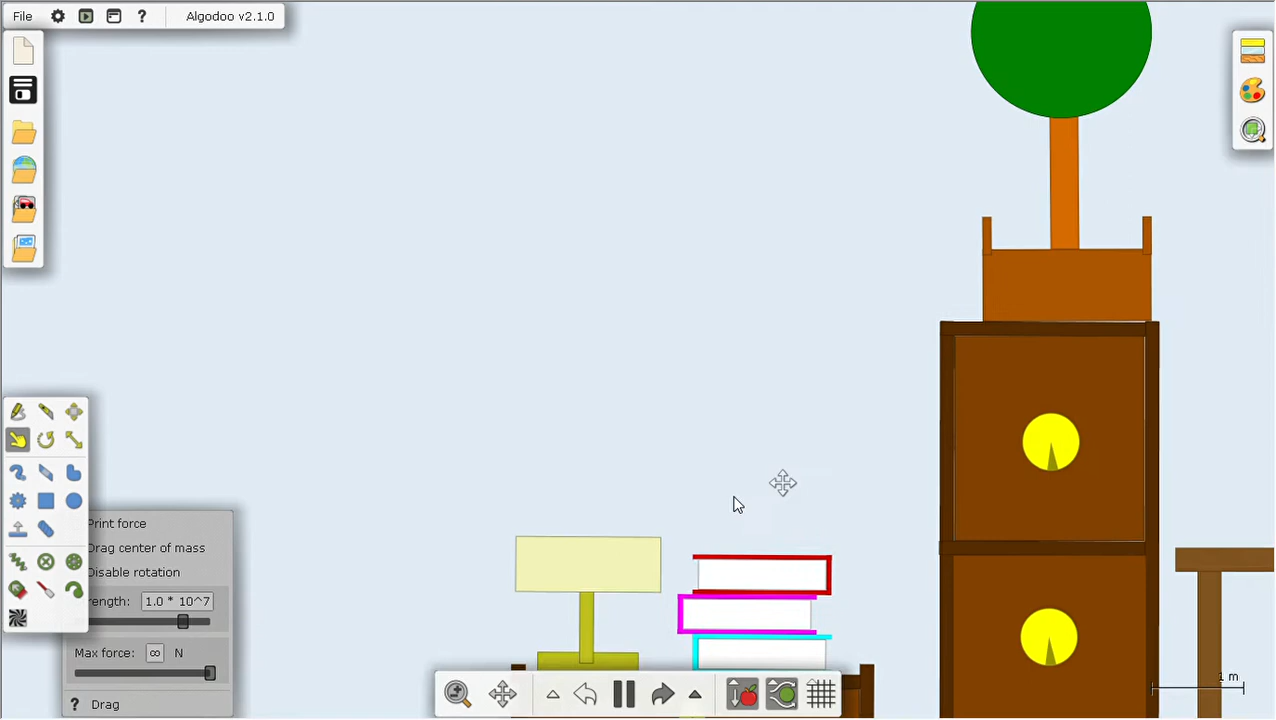 File ? Algodoo v2.1.0
Print force
Drag center of mass
Disable rotation
rength: 1.0 * 10^7
Max force: ∞ N
? Drag
1 m